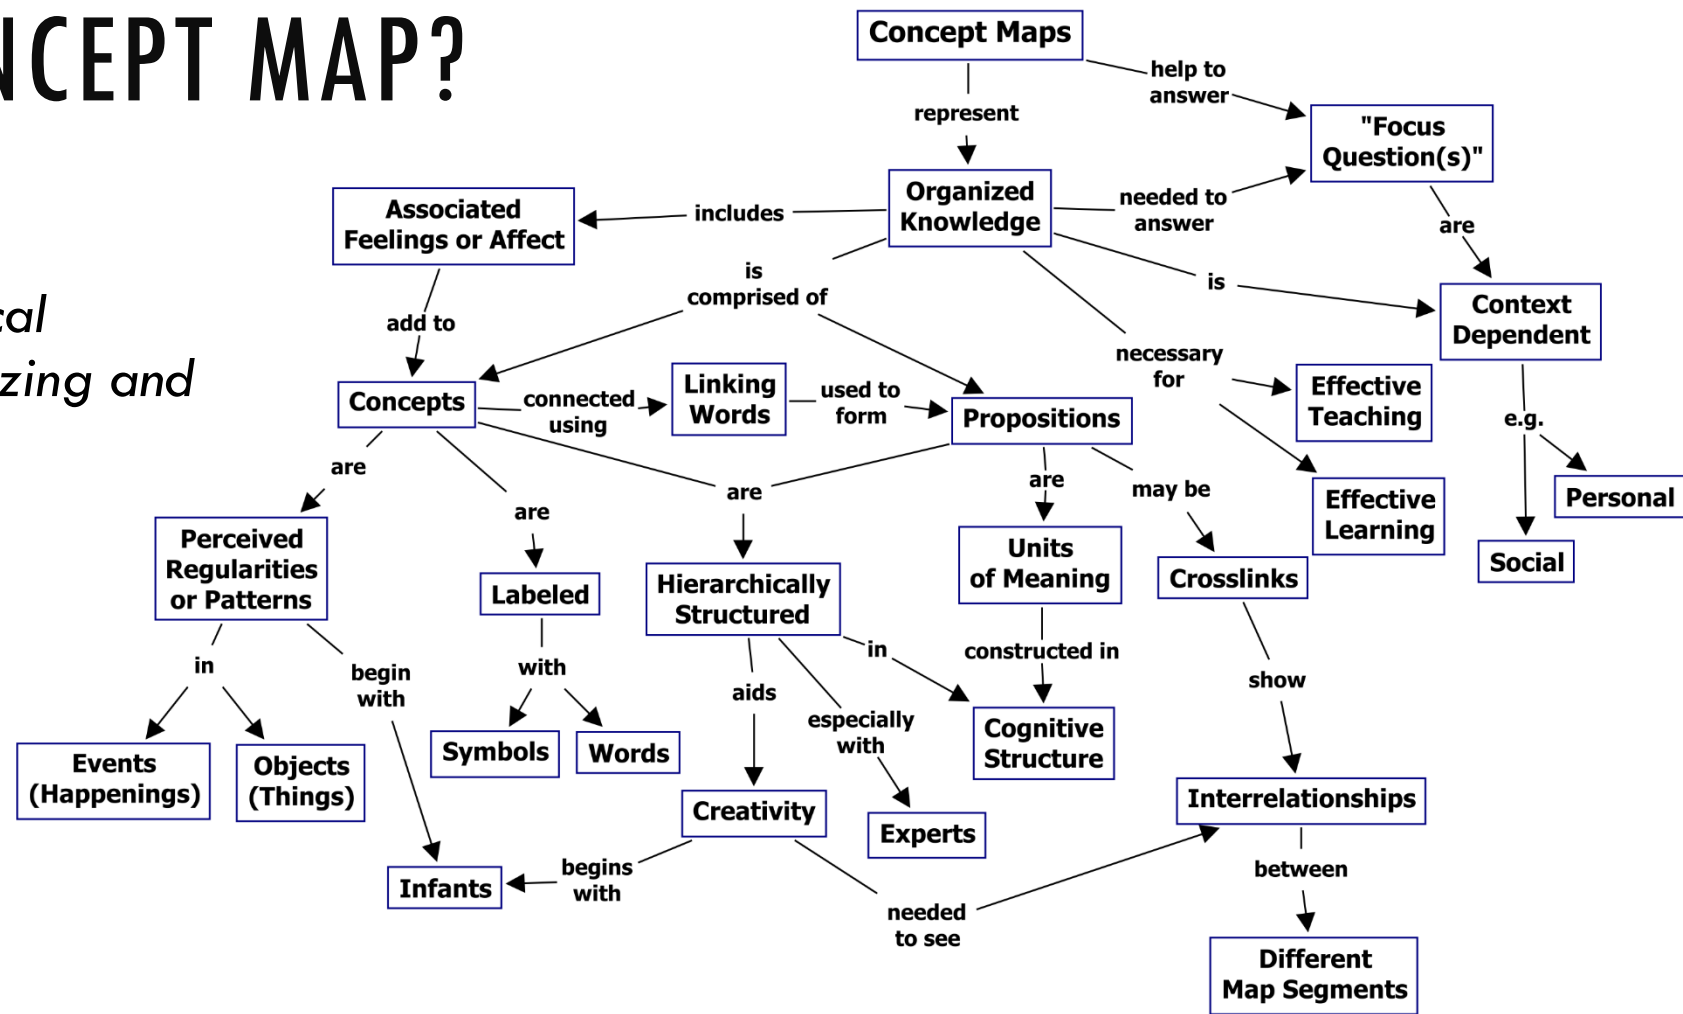 NCEPT MAP?
cal
zing and
Concept Maps
help to
answer
represent
"Focus
Question(s)"
Organized
Knowledge
needed to
answer
includes
Associated
Feelings or Affect
are
is
comprised of
is
Context
Dependent
add to
necessary
for
Concepts
connected
using
Linking
Words
used to
form
Propositions
Effective
Teaching
e.g.
are
are
are
are
may be
Effective
Learning
Personal
Perceived
Regularities
or Patterns
Labeled
Hierarchically
Structured
Units
of Meaning
Crosslinks
Social
in
begin
with
with
aids
in
constructed in
show
especially
with
Events
(Happenings)
Objects
(Things)
Symbols
Words
Cognitive
Structure
Creativity
Experts
Interrelationships
Infants
begins
with
between
needed
to see
Different
Map Segments